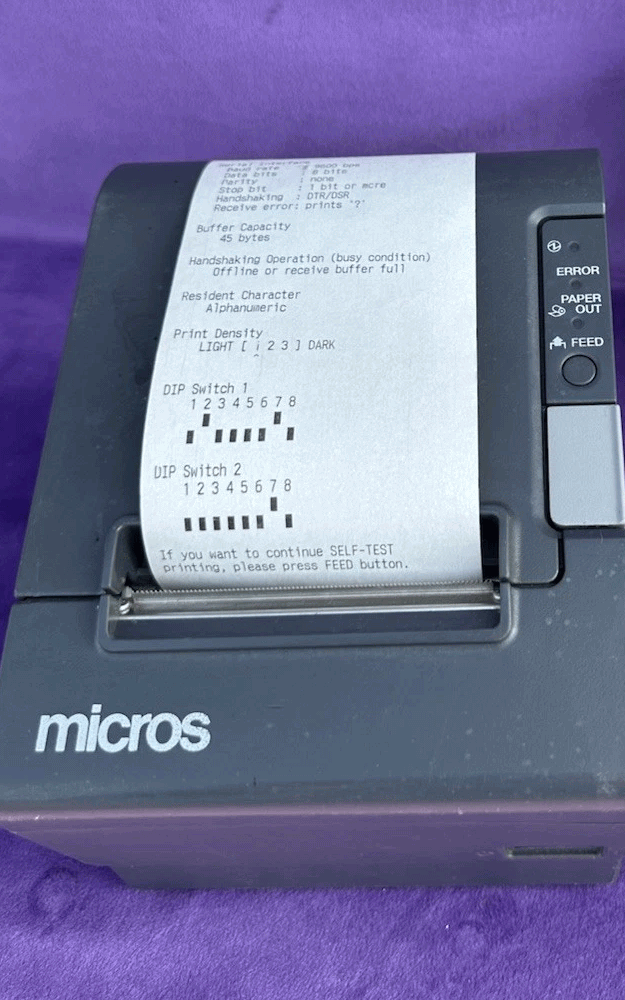 Serial Interface
Baud rate : 9600 bps
Data bits : 8 bits
Parity : none
Stop bit : 1 bit or more
Handshaking : DTR/DSR
Receive error: prints '?'
Buffer Capacity
45 bytes
Handshaking Operation (busy condition)
Offline or receive buffer full
Resident Character
Alphanumeric
Print Density
LIGHT [ 1 2 3 ] DARK
^
DIP Switch 1
1 2 3 4 5 6 7 8
DIP Switch 2
1 2 3 4 5 6 7 8
If you want to continue SELF-TEST
printing, please press FEED button.
ERROR
PAPER
OUT
FEED
micros